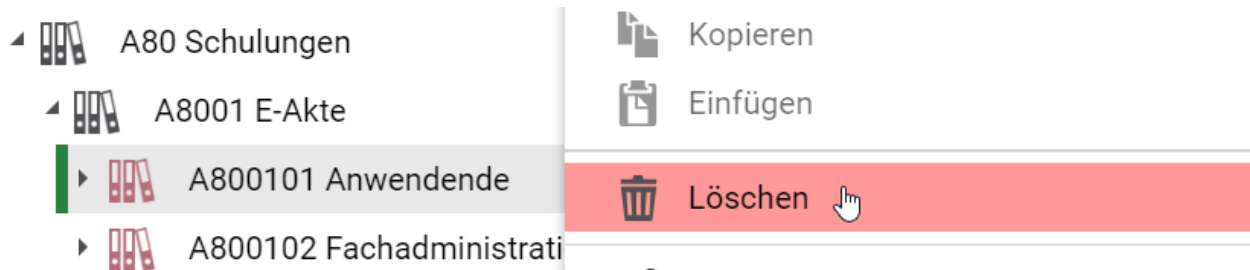 A80 Schulungen
A8001 E-Akte
A800101 Anwendende
A800102 Fachadministrati
Kopieren
Einfügen
Löschen